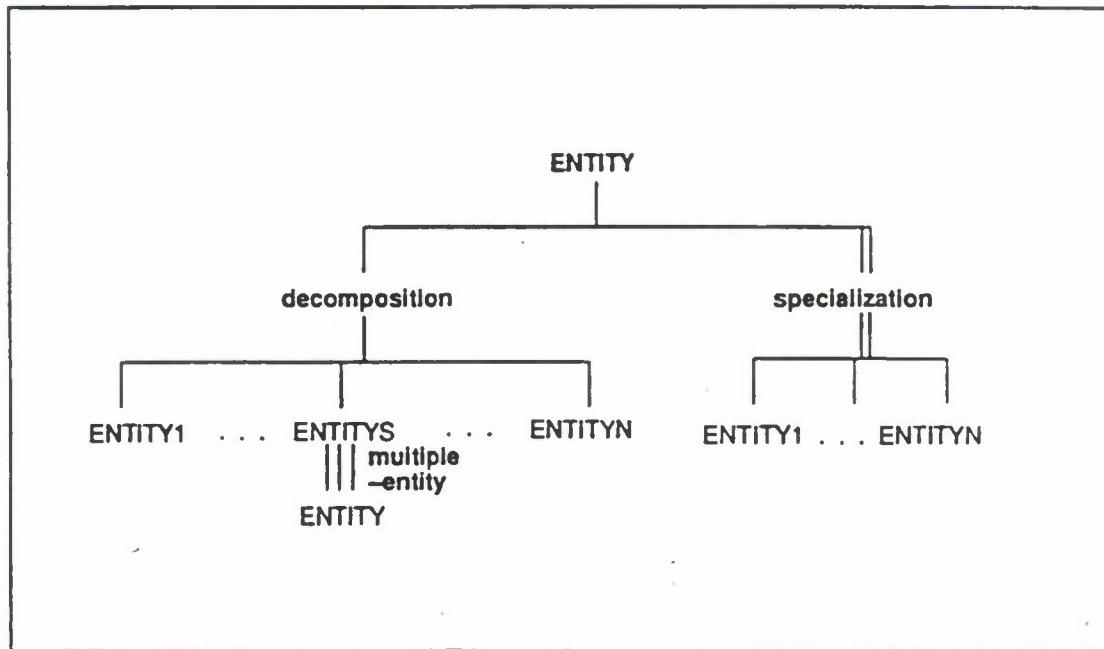 ENTITY
decomposition specialization
ENTITY1 . . . ENTITYS . . . ENTITYN ENTITY1 . . . ENTITYN
multiple
–entity
ENTITY